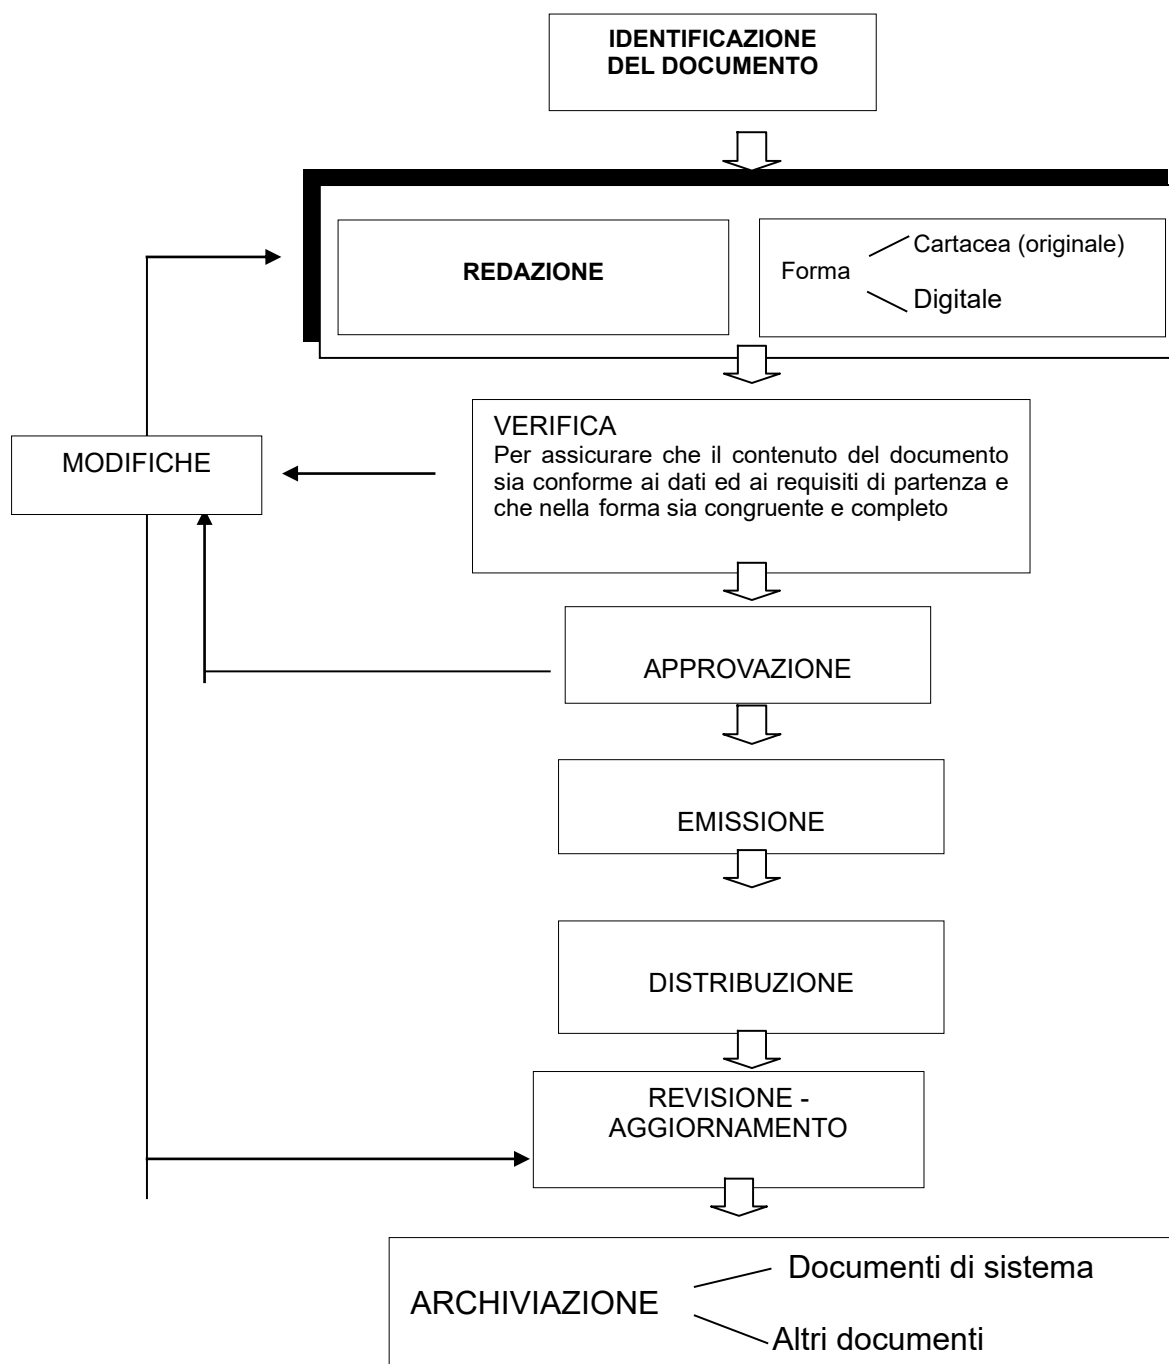 IDENTIFICAZIONE
DEL DOCUMENTO
REDAZIONE
Forma
Cartacea (originale)
Digitale
MODIFICHE
VERIFICA
Per assicurare che il contenuto del documento
sia conforme ai dati ed ai requisiti di partenza e
che nella forma sia congruente e completo
APPROVAZIONE
EMISSIONE
DISTRIBUZIONE
REVISIONE -
AGGIORNAMENTO
ARCHIVIAZIONE
Documenti di sistema
Altri documenti